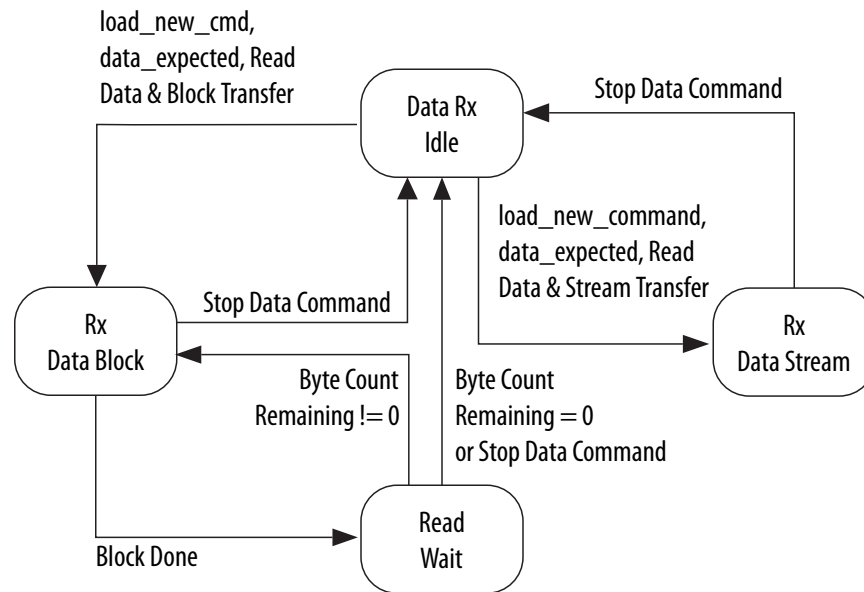 load_new_cmd,
data_expected, Read
Data & Block Transfer
Data Rx
Idle
Stop Data Command
load_new_command,
data_expected, Read
Data & Stream Transfer
Rx
Data Block
Stop Data Command
Rx
Data Stream
Byte Count
Remaining != 0
Byte Count
Remaining = 0
or Stop Data Command
Block Done
Read
Wait